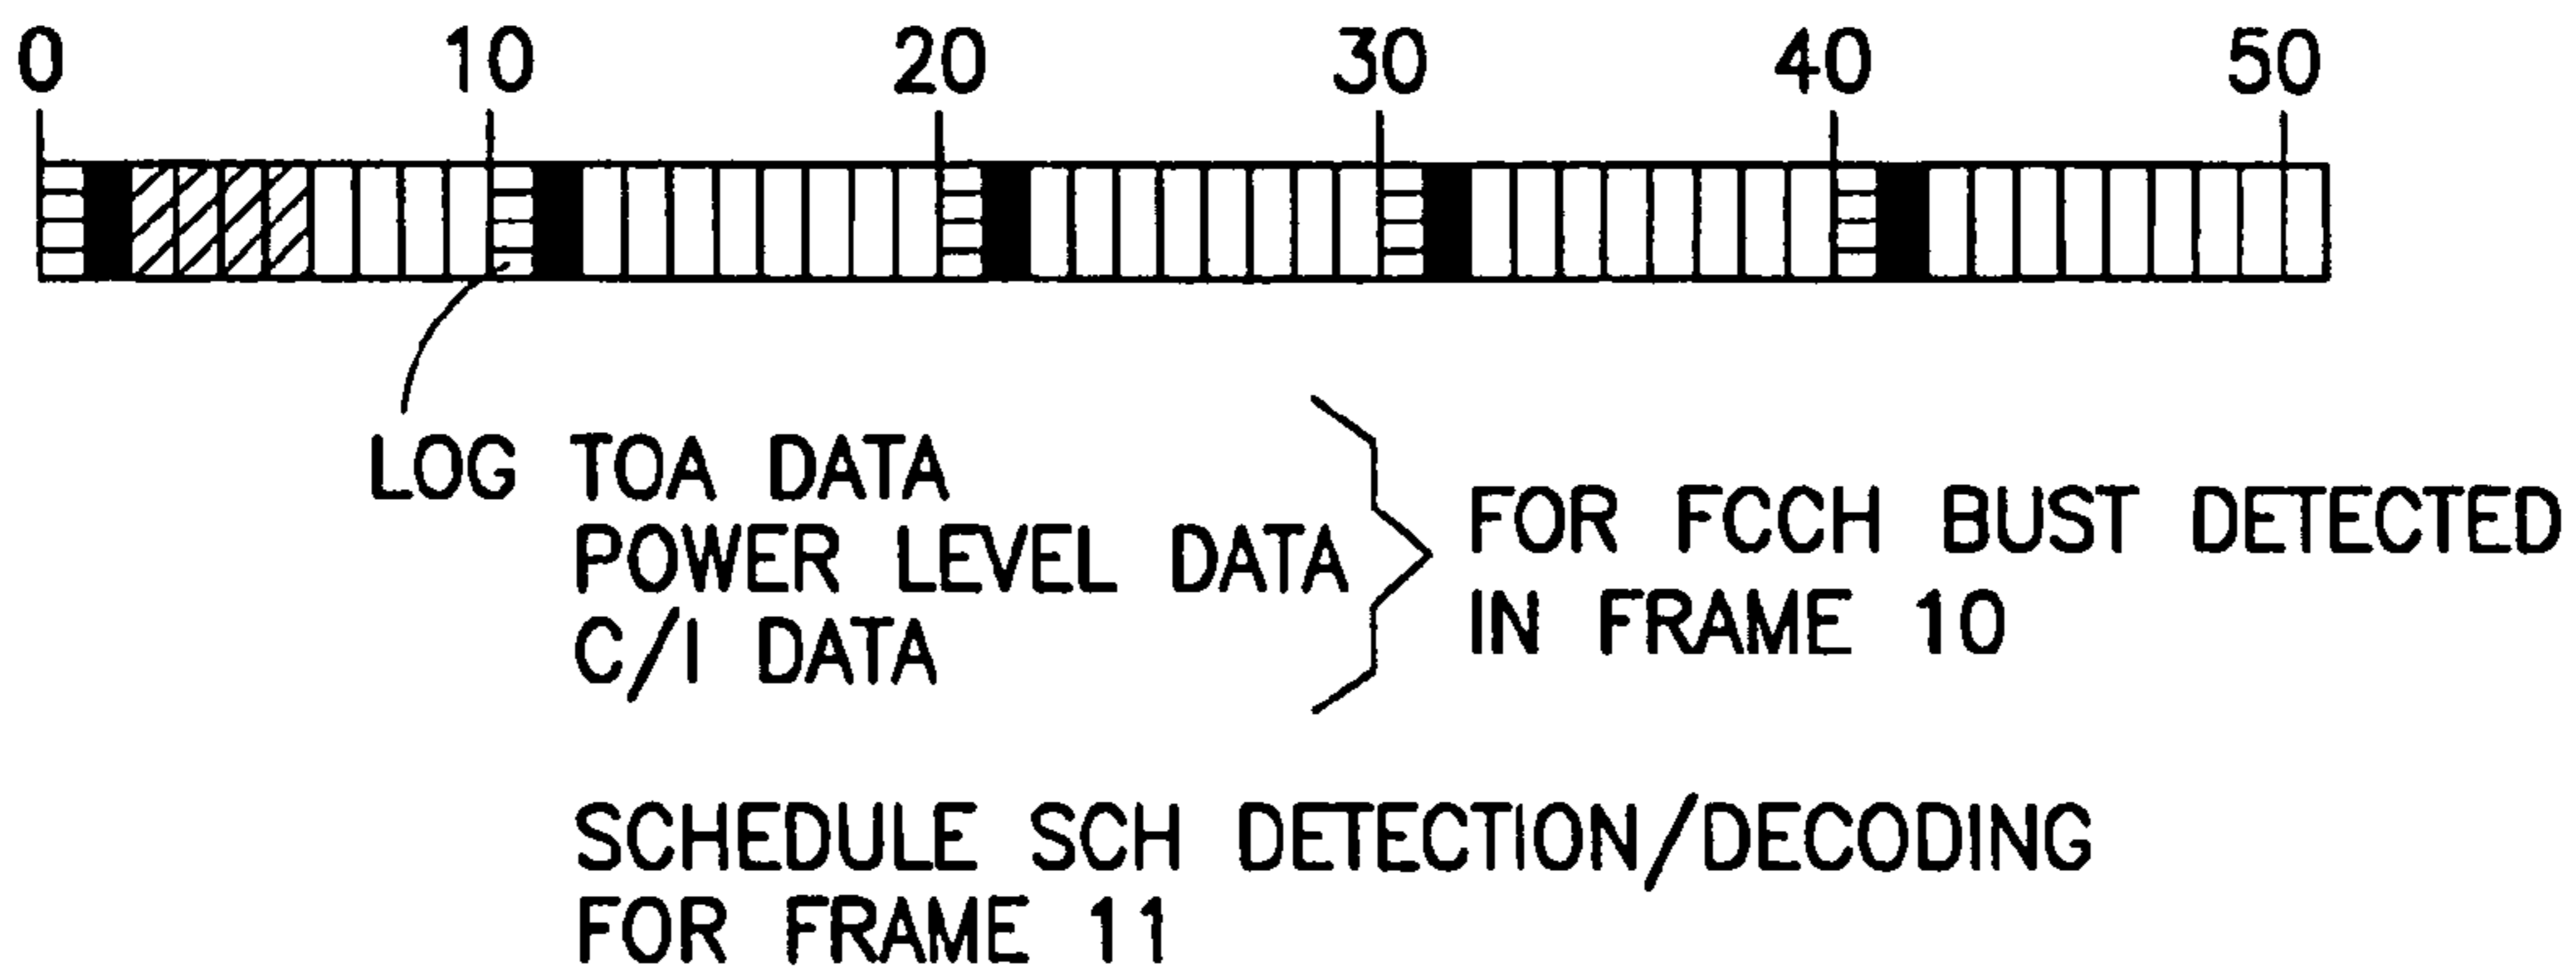 0 10 20 30 40 50
LOG TOA DATA
POWER LEVEL DATA
C/I DATA
FOR FCCH BUST DETECTED
IN FRAME 10
SCHEDULE SCH DETECTION/DECODING
FOR FRAME 11